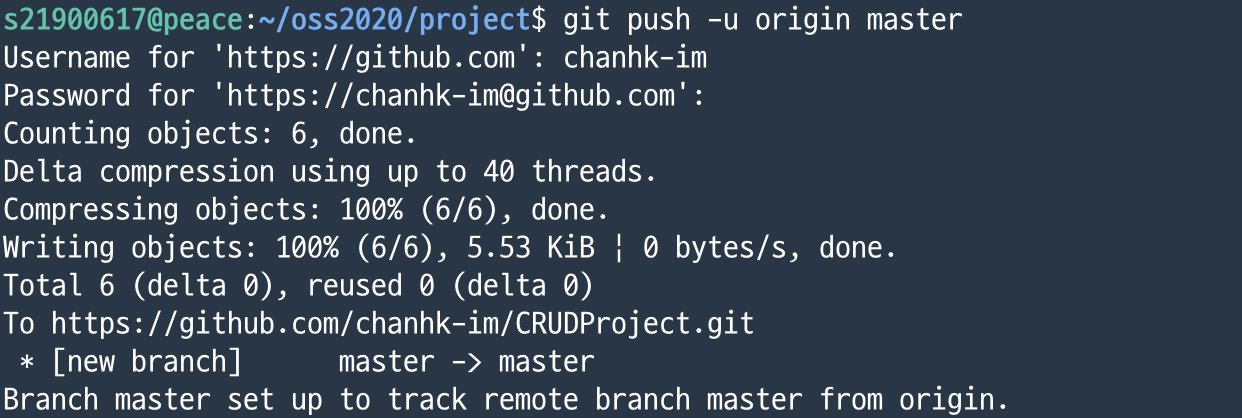 s21900617@peace:~/oss2020/project$ git push -u origin master
Username for 'https://github.com': chanhk-im
Password for 'https://chanhk-im@github.com':
Counting objects: 6, done.
Delta compression using up to 40 threads.
Compressing objects: 100% (6/6), done.
Writing objects: 100% (6/6), 5.53 KiB ¦ 0 bytes/s, done.
Total 6 (delta 0), reused 0 (delta 0)
To https://github.com/chanhk-im/CRUDProject.git
 * [new branch]      master -> master
Branch master set up to track remote branch master from origin.